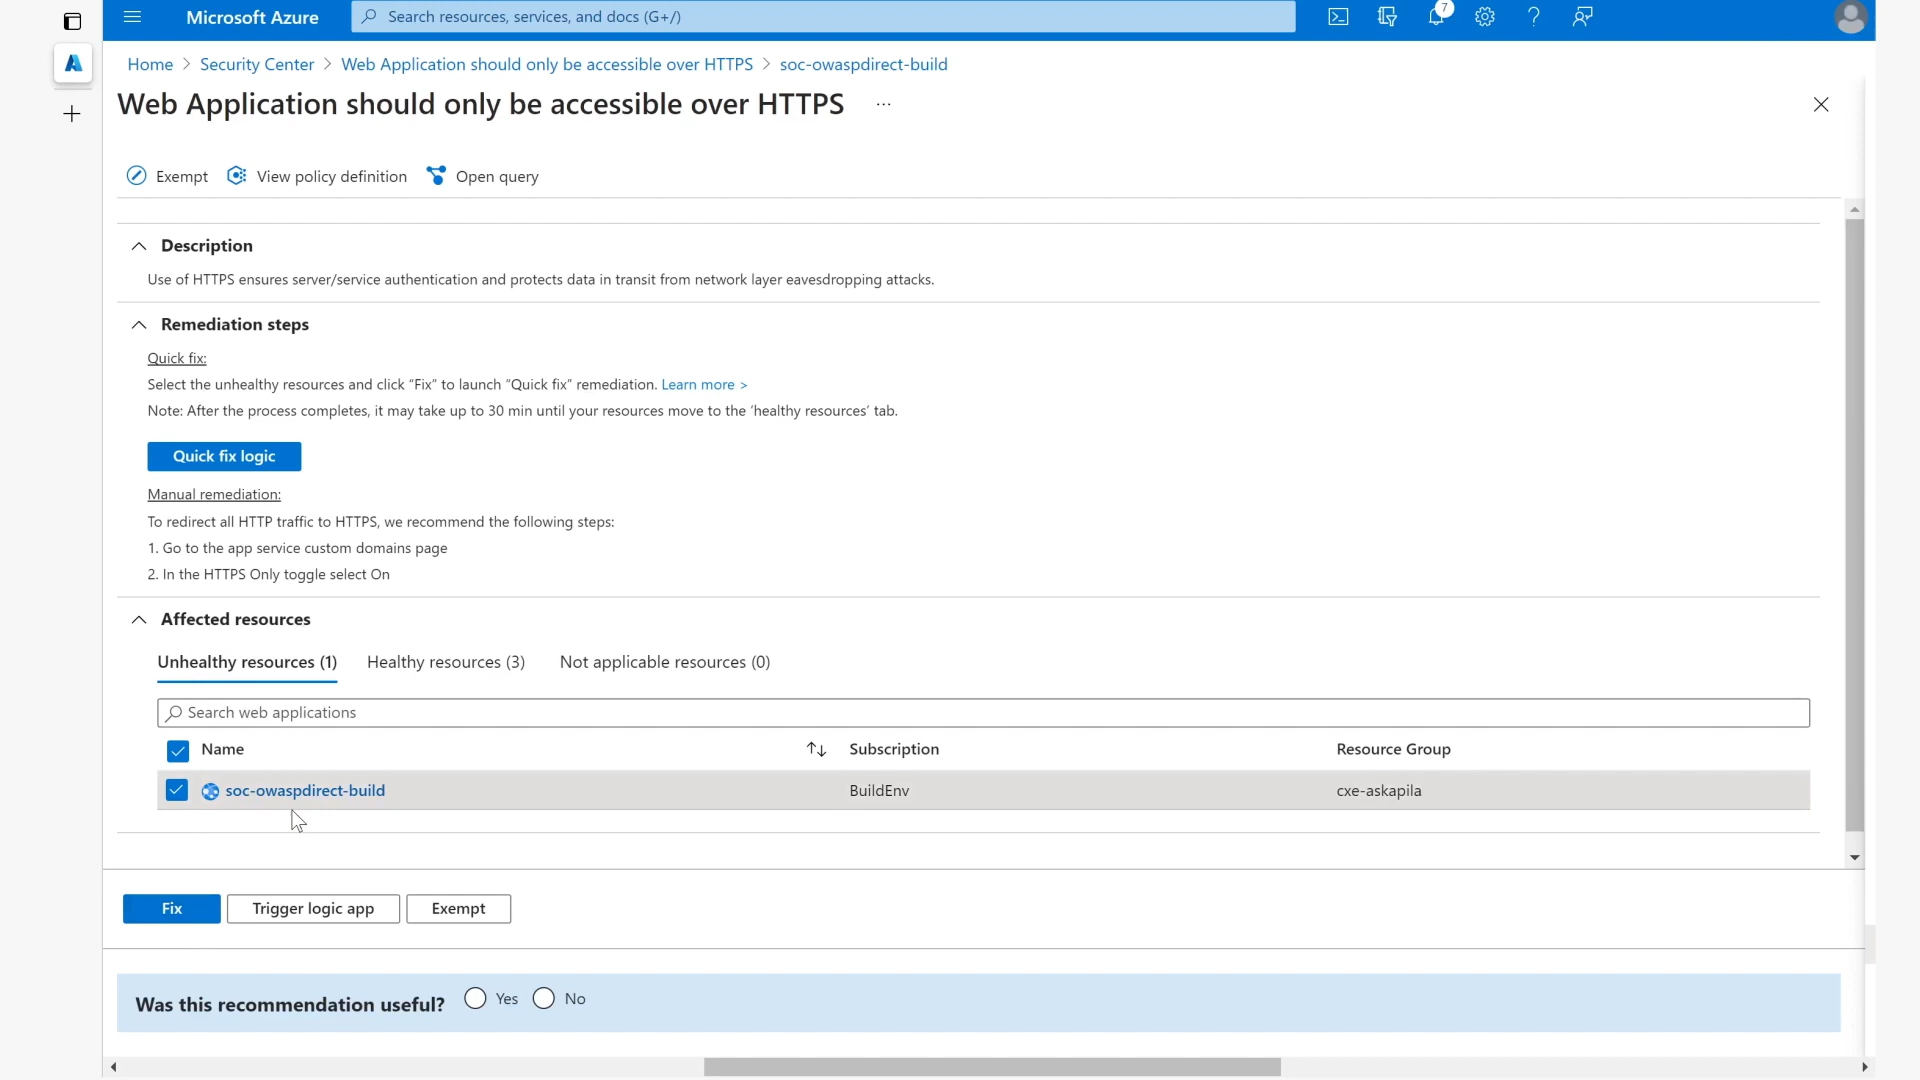 Microsoft Azure
Search resources, services, and docs (G+/)
7
Home > Security Center > Web Application should only be accessible over HTTPS > soc-owaspdirect-build
Web Application should only be accessible over HTTPS ...
Exempt View policy definition Open query
Description
Use of HTTPS ensures server/service authentication and protects data in transit from network layer eavesdropping attacks.
Remediation steps
Quick fix:
Select the unhealthy resources and click “Fix” to launch “Quick fix” remediation. Learn more >
Note: After the process completes, it may take up to 30 min until your resources move to the ‘healthy resources’ tab.
Quick fix logic
Manual remediation:
To redirect all HTTP traffic to HTTPS, we recommend the following steps:
1. Go to the app service custom domains page
2. In the HTTPS Only toggle select On
Affected resources
Unhealthy resources (1) Healthy resources (3) Not applicable resources (0)
Search web applications
Name Subscription Resource Group
soc-owaspdirect-build BuildEnv cxe-askapila
Fix Trigger logic app Exempt
Was this recommendation useful? Yes No